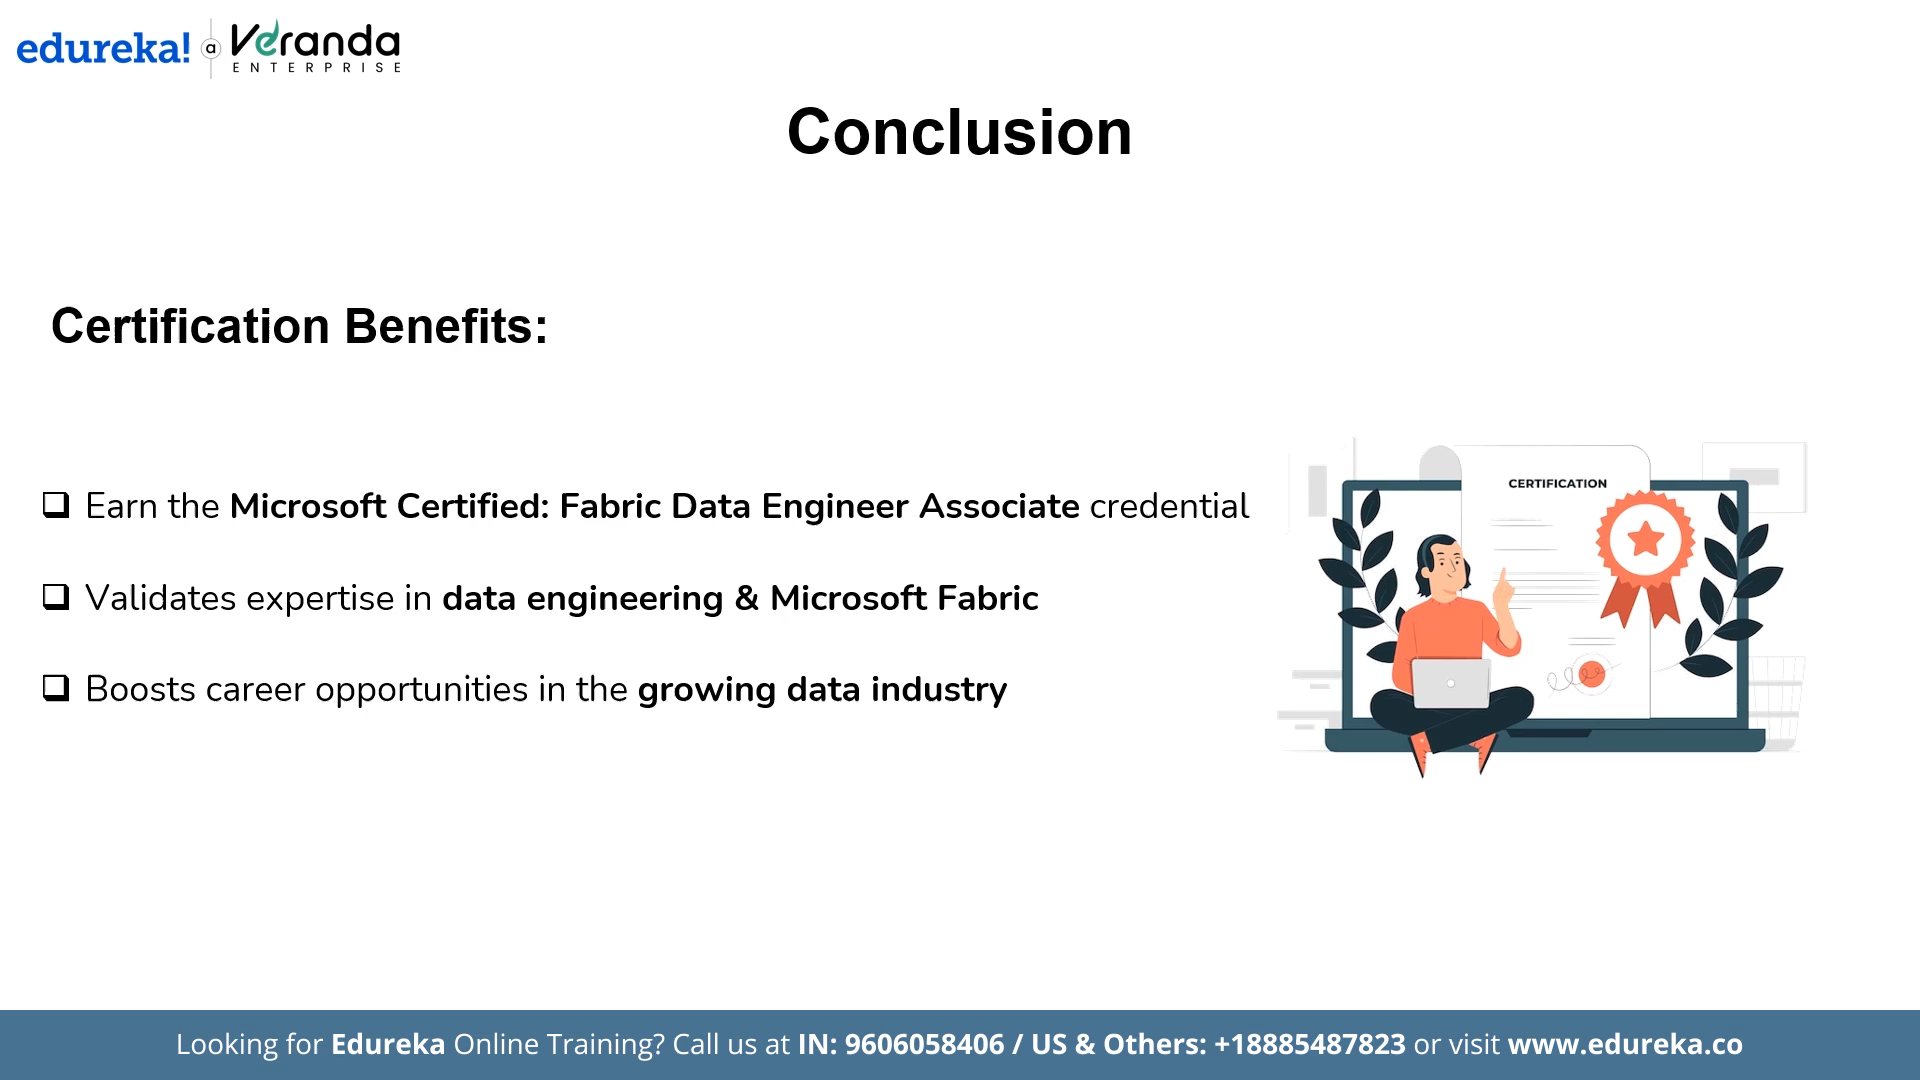 edureka! a Veranda
ENTERPRISE
Conclusion
Certification Benefits:
Earn the Microsoft Certified: Fabric Data Engineer Associate credential
Validates expertise in data engineering & Microsoft Fabric
Boosts career opportunities in the growing data industry
CERTIFICATION
Looking for Edureka Online Training? Call us at IN: 9606058406 / US & Others: +18885487823 or visit www.edureka.co